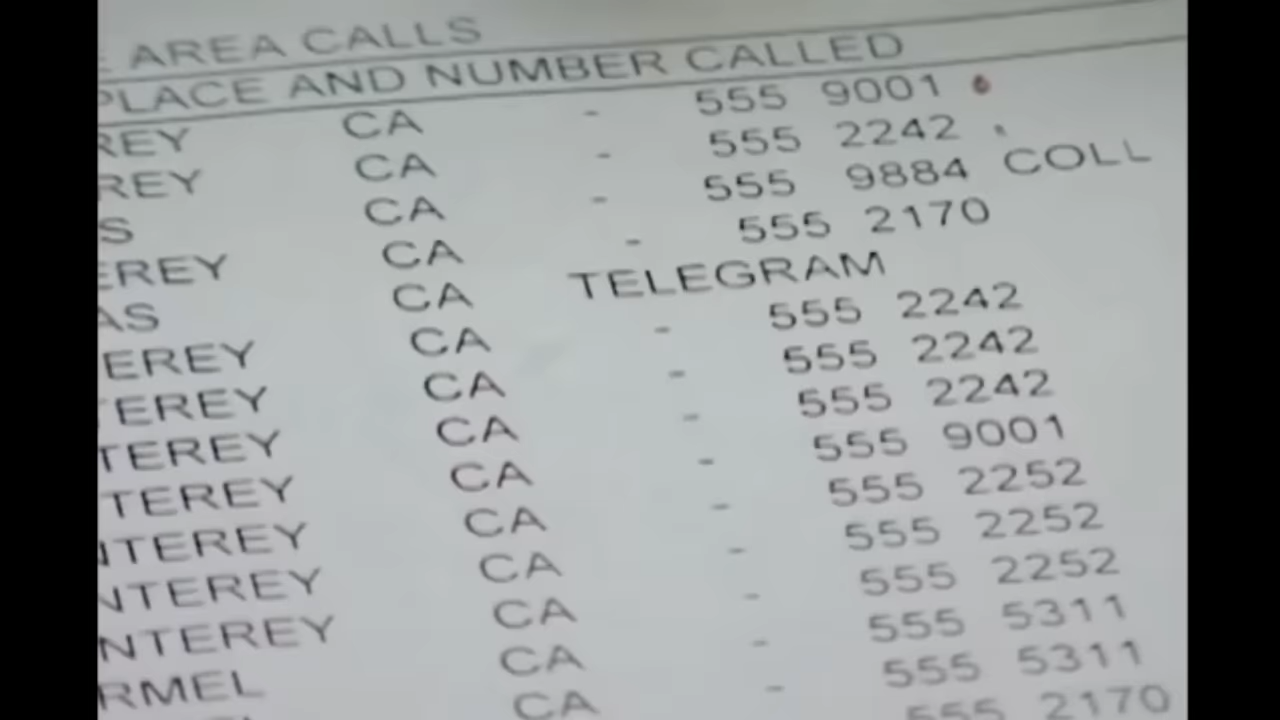 E AREA CALLS
PLACE AND NUMBER CALLED
REY CA - 555 9001
REY CA - 555 2242
S CA - 555 9884 COLL
EREY CA - 555 2170
AS CA TELEGRAM
EREY CA - 555 2242
TEREY CA - 555 2242
TEREY CA - 555 2242
TEREY CA - 555 9001
NTEREY CA - 555 2252
NTEREY CA - 555 2252
NTEREY CA - 555 2252
RMEL CA - 555 5311
CA - 555 5311
555 2170